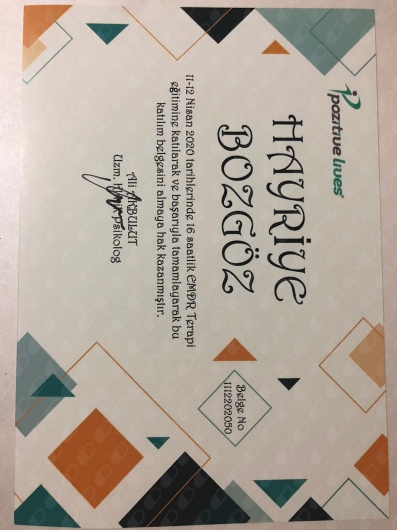 pozitive lives
HAYRİYE
BOZGÖZ
11-12 Nisan 2020 tarihlerinde 16 saatlik EMDR Terapi
eğitimine katılarak ve başarıyla tamamlayarak bu
katılım belgesini almaya hak kazanmıştır.
Ali AKBULUT
Uzm. Klinik Psikolog
Belge No
1112202050